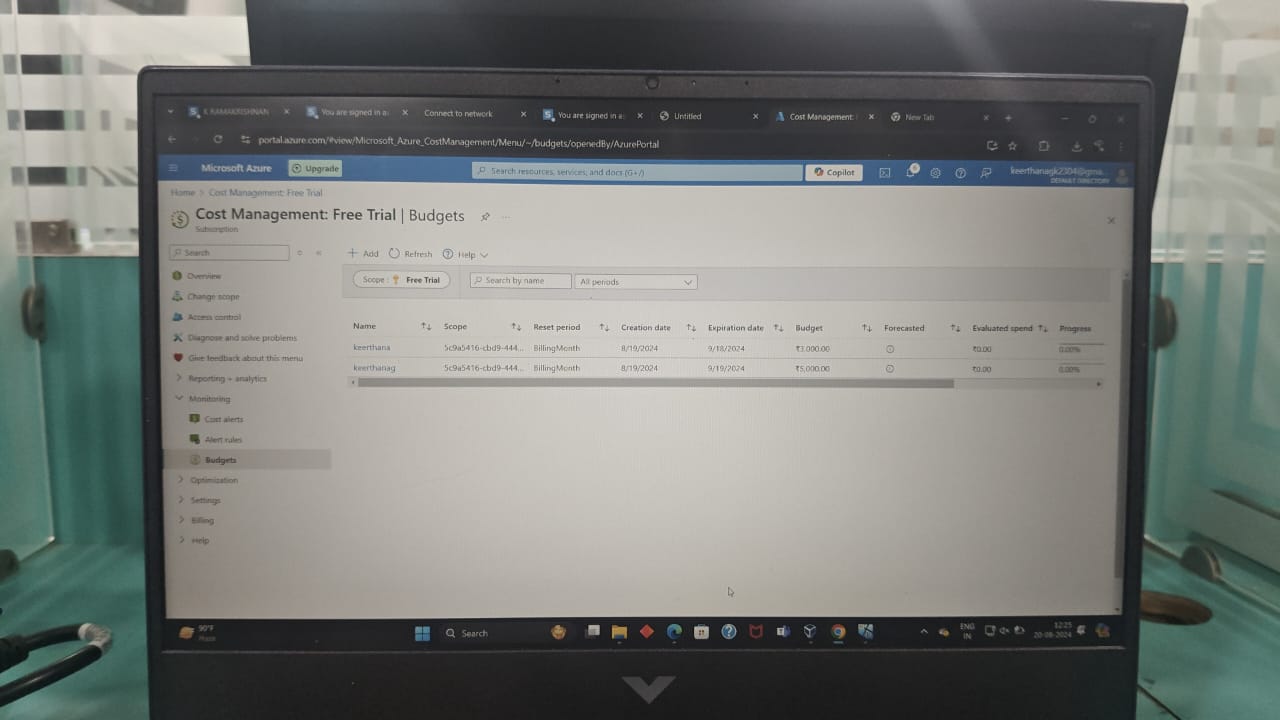 K RAMAKRISHNAN
You are signed in a
Connect to network
You are signed in a
Untitled
Cost Management:
New Tab
portal.azure.com/#view/Microsoft_Azure_CostManagement/Menu/~/budgets/openedBy/AzurePortal
Microsoft Azure
Upgrade
Search resources, services, and docs (G+/)
Copilot
keerthanagk2304@gma...
DEFAULT DIRECTORY
Home > Cost Management: Free Trial
Cost Management: Free Trial | Budgets
Subscription
Search
Overview
Change scope
Access control
Diagnose and solve problems
Give feedback about this menu
Reporting + analytics
Monitoring
Cost alerts
Alert rules
Budgets
Optimization
Settings
Billing
Help
Add Refresh Help
Scope : Free Trial
Search by name
All periods
Name Scope Reset period Creation date Expiration date Budget Forecasted Evaluated spend Progress
keerthana 5c9a5416-cbd9-444... BillingMonth 8/19/2024 9/18/2024 ₹3,000.00 ₹0.00 0.00%
keerthanag 5c9a5416-cbd9-444... BillingMonth 8/19/2024 9/19/2024 ₹5,000.00 ₹0.00 0.00%
90°F
Haze
Search
ENG
IN
12:25
20-08-2024